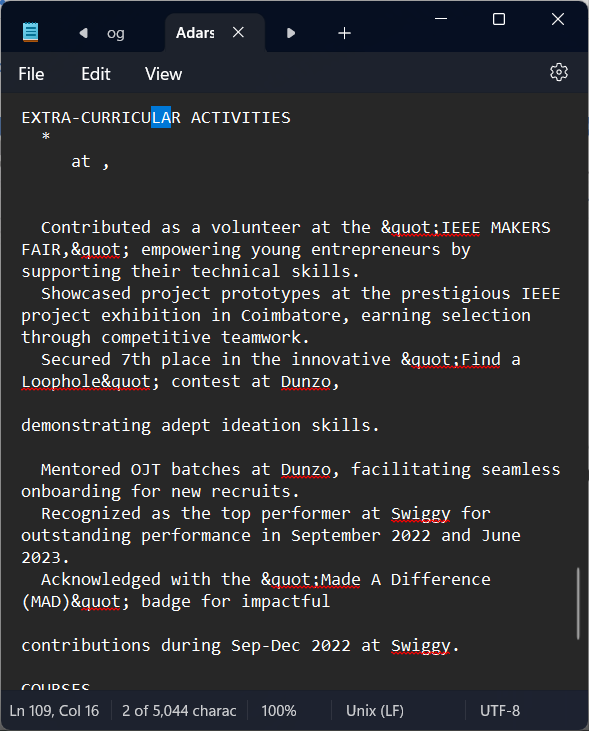 og
Adars
File Edit View
EXTRA-CURRICULAR ACTIVITIES
*
at ,
Contributed as a volunteer at the &quot;IEEE MAKERS
FAIR,&quot; empowering young entrepreneurs by
supporting their technical skills.
Showcased project prototypes at the prestigious IEEE
project exhibition in Coimbatore, earning selection
through competitive teamwork.
Secured 7th place in the innovative &quot;Find a
Loophole&quot; contest at Dunzo,
demonstrating adept ideation skills.
Mentored OJT batches at Dunzo, facilitating seamless
onboarding for new recruits.
Recognized as the top performer at Swiggy for
outstanding performance in September 2022 and June
2023.
Acknowledged with the &quot;Made A Difference
(MAD)&quot; badge for impactful
contributions during Sep-Dec 2022 at Swiggy.
COURSES
Ln 109, Col 16 2 of 5,044 charac 100% Unix (LF) UTF-8